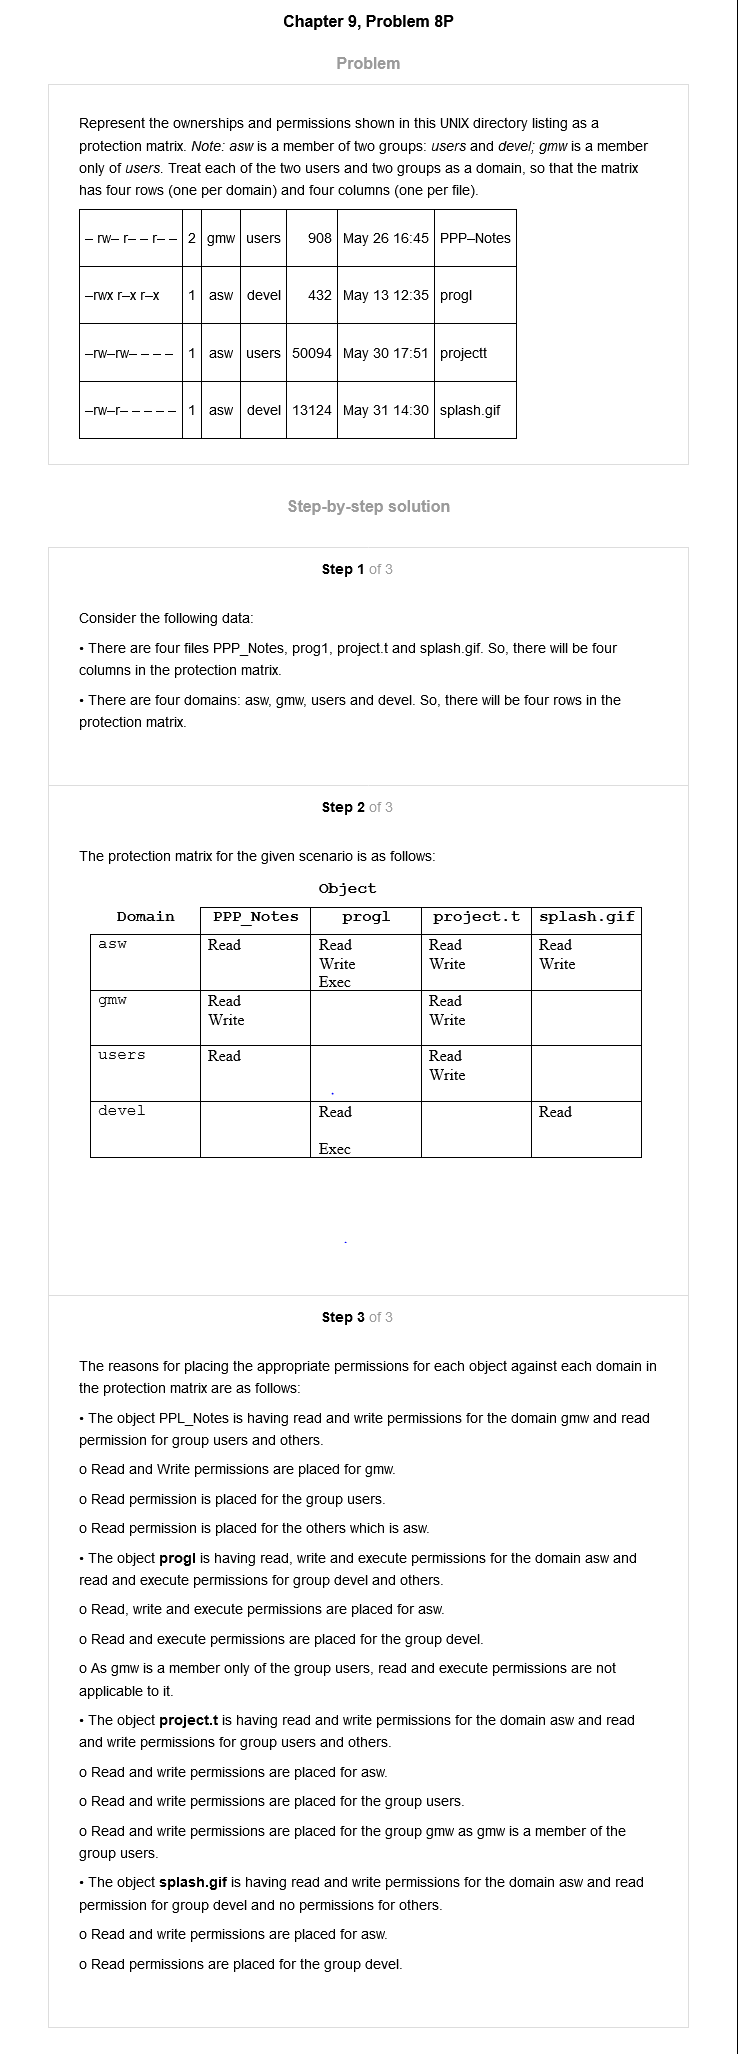 Chapter 9, Problem 8P
Problem
Represent the ownerships and permissions shown in this UNIX directory listing as a
protection matrix. Note: asw is a member of two groups: users and devel; gmw is a member
only of users. Treat each of the two users and two groups as a domain, so that the matrix
has four rows (one per domain) and four columns (one per file).
– rw– r– – r– – 2 gmw users 908 May 26 16:45 PPP–Notes
–rwx r–x r–x 1 asw devel 432 May 13 12:35 progl
–rw–rw– – – – 1 asw users 50094 May 30 17:51 projectt
–rw–r– – – – – 1 asw devel 13124 May 31 14:30 splash.gif
Step-by-step solution
Step 1 of 3
Consider the following data:
• There are four files PPP_Notes, prog1, project.t and splash.gif. So, there will be four
columns in the protection matrix.
• There are four domains: asw, gmw, users and devel. So, there will be four rows in the
protection matrix.
Step 2 of 3
The protection matrix for the given scenario is as follows:
Object
Domain PPP_Notes progl project.t splash.gif
asw Read Read Read Read
Write Write Write
Exec
gmw Read Read
Write Write
users Read Read
Write
devel Read Read
Exec
Step 3 of 3
The reasons for placing the appropriate permissions for each object against each domain in
the protection matrix are as follows:
• The object PPL_Notes is having read and write permissions for the domain gmw and read
permission for group users and others.
o Read and Write permissions are placed for gmw.
o Read permission is placed for the group users.
o Read permission is placed for the others which is asw.
• The object progl is having read, write and execute permissions for the domain asw and
read and execute permissions for group devel and others.
o Read, write and execute permissions are placed for asw.
o Read and execute permissions are placed for the group devel.
o As gmw is a member only of the group users, read and execute permissions are not
applicable to it.
• The object project.t is having read and write permissions for the domain asw and read
and write permissions for group users and others.
o Read and write permissions are placed for asw.
o Read and write permissions are placed for the group users.
o Read and write permissions are placed for the group gmw as gmw is a member of the
group users.
• The object splash.gif is having read and write permissions for the domain asw and read
permission for group devel and no permissions for others.
o Read and write permissions are placed for asw.
o Read permissions are placed for the group devel.